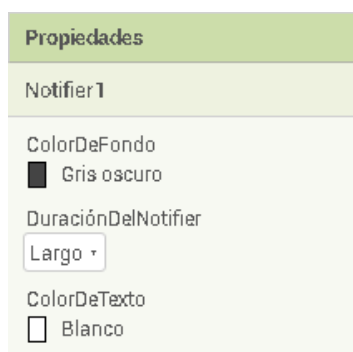 Propiedades
Notifier1
ColorDeFondo
Gris oscuro
DuraciónDelNotifier
Largo
ColorDeTexto
Blanco